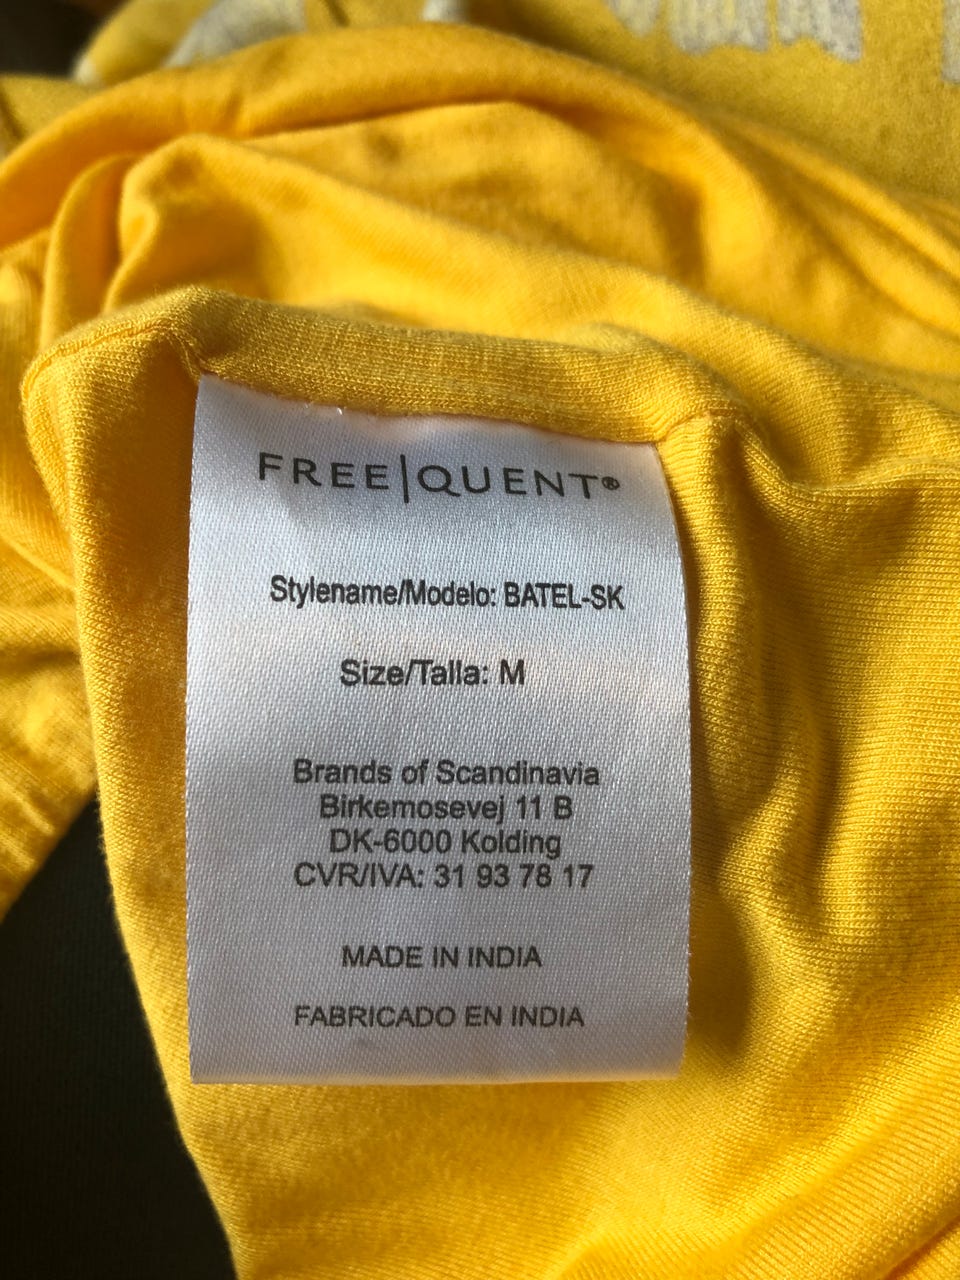 FREE|QUENT®
Stylename/Modelo: BATEL-SK
Size/Talla: M
Brands of Scandinavia
Birkemosevej 11 B
DK-6000 Kolding
CVR/IVA: 31 93 78 17
MADE IN INDIA
FABRICADO EN INDIA